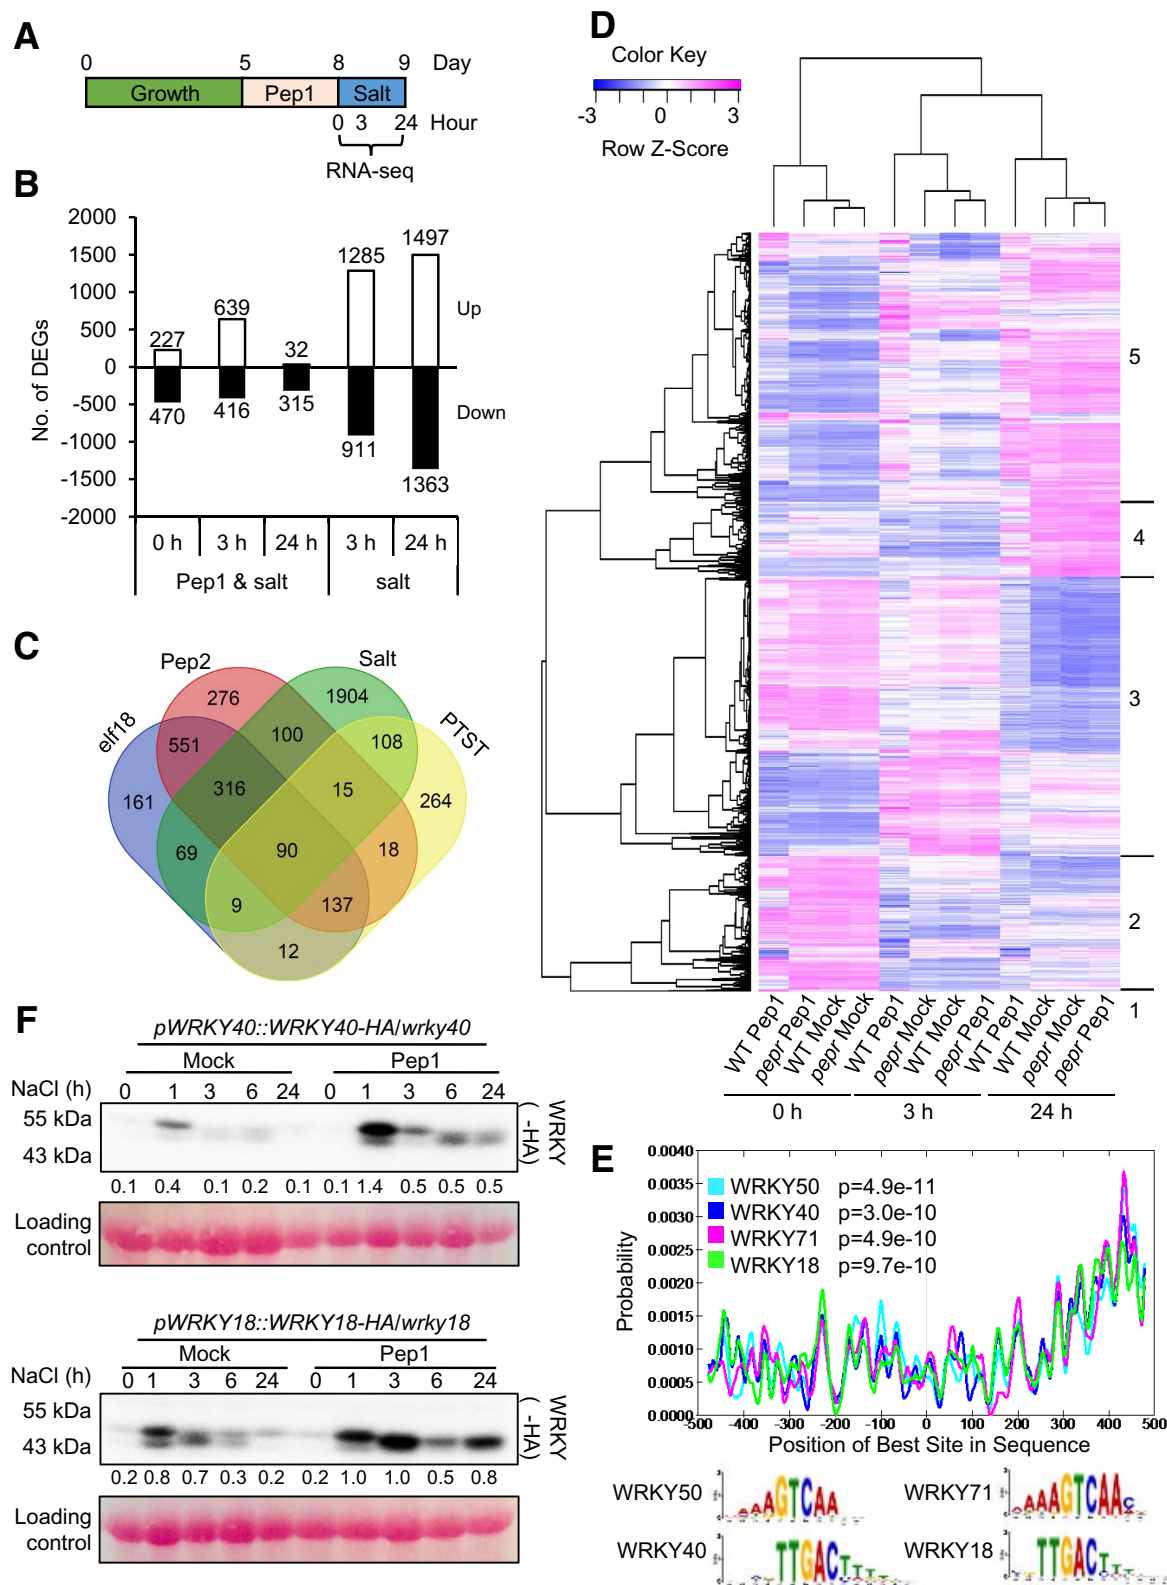 A
0 5 8 9 Day
Growth Pep1 Salt
0 3 24 Hour
RNA-seq
B
No. of DEGs
2000
1500
1000
500
0
-500
-1000
-1500
-2000
227 639 32 1285 1497
470 416 315 911 1363
Up
Down
0 h 3 h 24 h 3 h 24 h
Pep1 & salt salt
C
elf18 Pep2 Salt PTST
276 1904
551 100 108
161 316 15 264
69 90 18
9 137
12
D
Color Key
-3 0 3
Row Z-Score
5
4
3
2
1
WT Pep1
pepr Pep1
WT Mock
pepr Mock
WT Pep1
pepr Mock
WT Mock
pepr Pep1
WT Pep1
WT Mock
pepr Mock
pepr Pep1
0 h 3 h 24 h
E
Probability
0.0040
0.0035
0.0030
0.0025
0.0020
0.0015
0.0010
0.0005
0.0000
WRKY50 p=4.9e-11
WRKY40 p=3.0e-10
WRKY71 p=4.9e-10
WRKY18 p=9.7e-10
-500 -400 -300 -200 -100 0 100 200 300 400 500
Position of Best Site in Sequence
WRKY50 AAAGTCAA
WRKY71 AAAGTCAAC
WRKY40 TTGACTTT
WRKY18 TTGACTTT
F
pWRKY40::WRKY40-HA/wrky40
Mock Pep1
NaCl (h) 0 1 3 6 24 0 1 3 6 24
55 kDa
43 kDa
WRKY
( -HA)
0.1 0.4 0.1 0.2 0.1 0.1 1.4 0.5 0.5 0.5
Loading
control
pWRKY18::WRKY18-HA/wrky18
Mock Pep1
NaCl (h) 0 1 3 6 24 0 1 3 6 24
55 kDa
43 kDa
WRKY
( -HA)
0.2 0.8 0.7 0.3 0.2 0.2 1.0 1.0 0.5 0.8
Loading
control